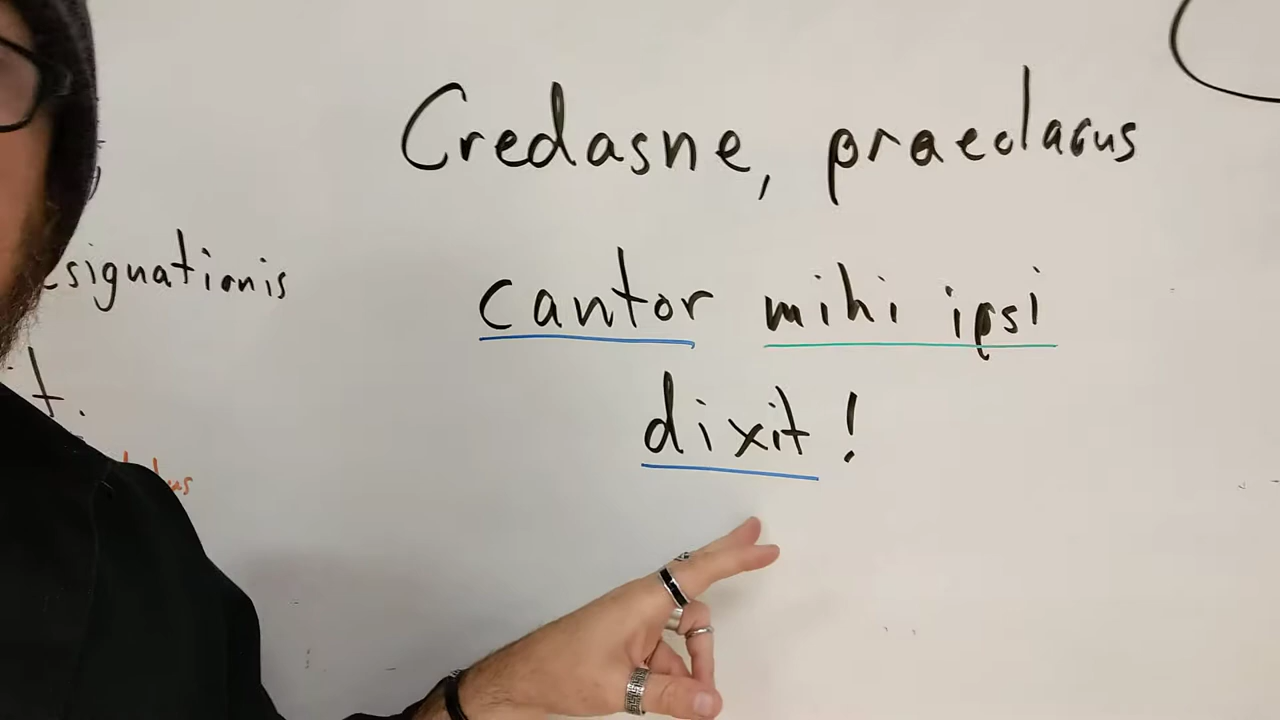 Credasne, praeclarus
cantor mihi ipsi
dixit!
signationis
t.